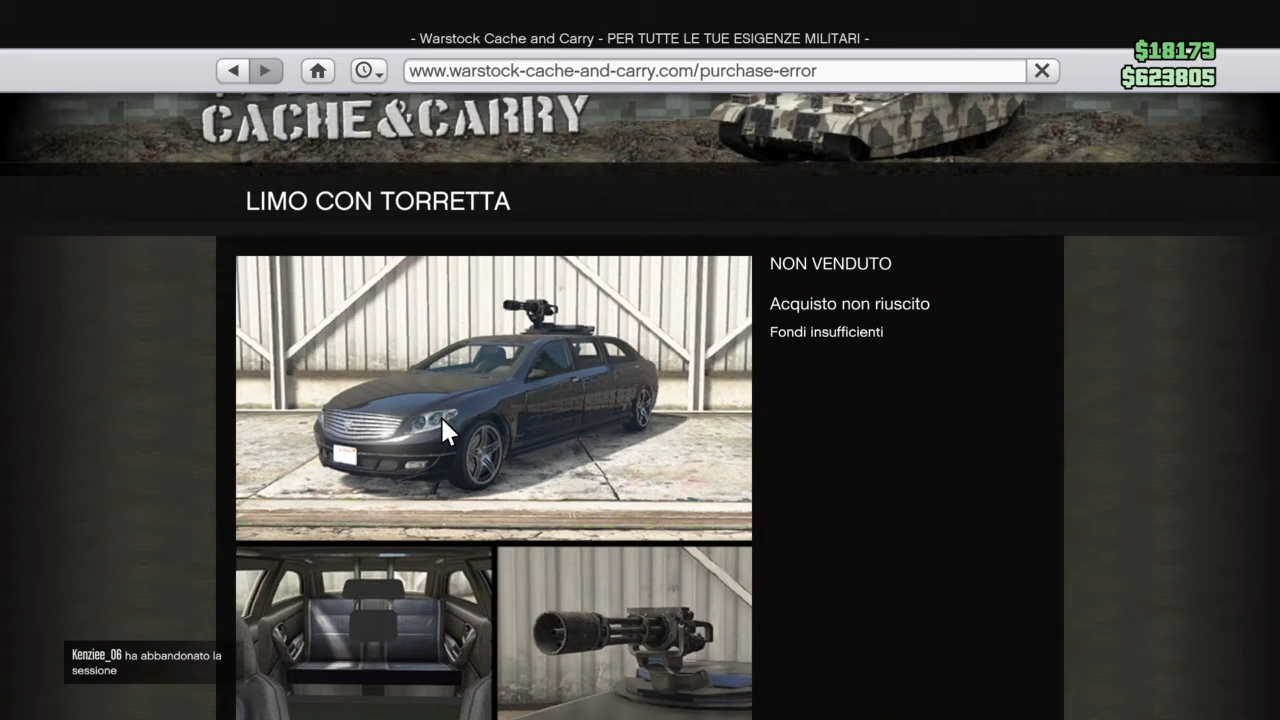 - Warstock Cache and Carry - PER TUTTE LE TUE ESIGENZE MILITARI -
$18173
www.warstock-cache-and-carry.com/purchase-error
$623805
CACHE&CARRY
LIMO CON TORRETTA
NON VENDUTO
Acquisto non riuscito
Fondi insufficienti
Kenziee_06 ha abbandonato la
sessione